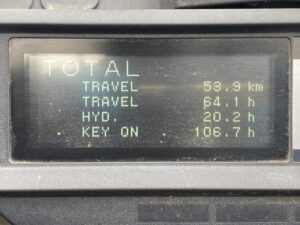 TOTAL
TRAVEL 53.9 km
TRAVEL 64.1 h
HYD. 20.2 h
KEY ON 106.7 h